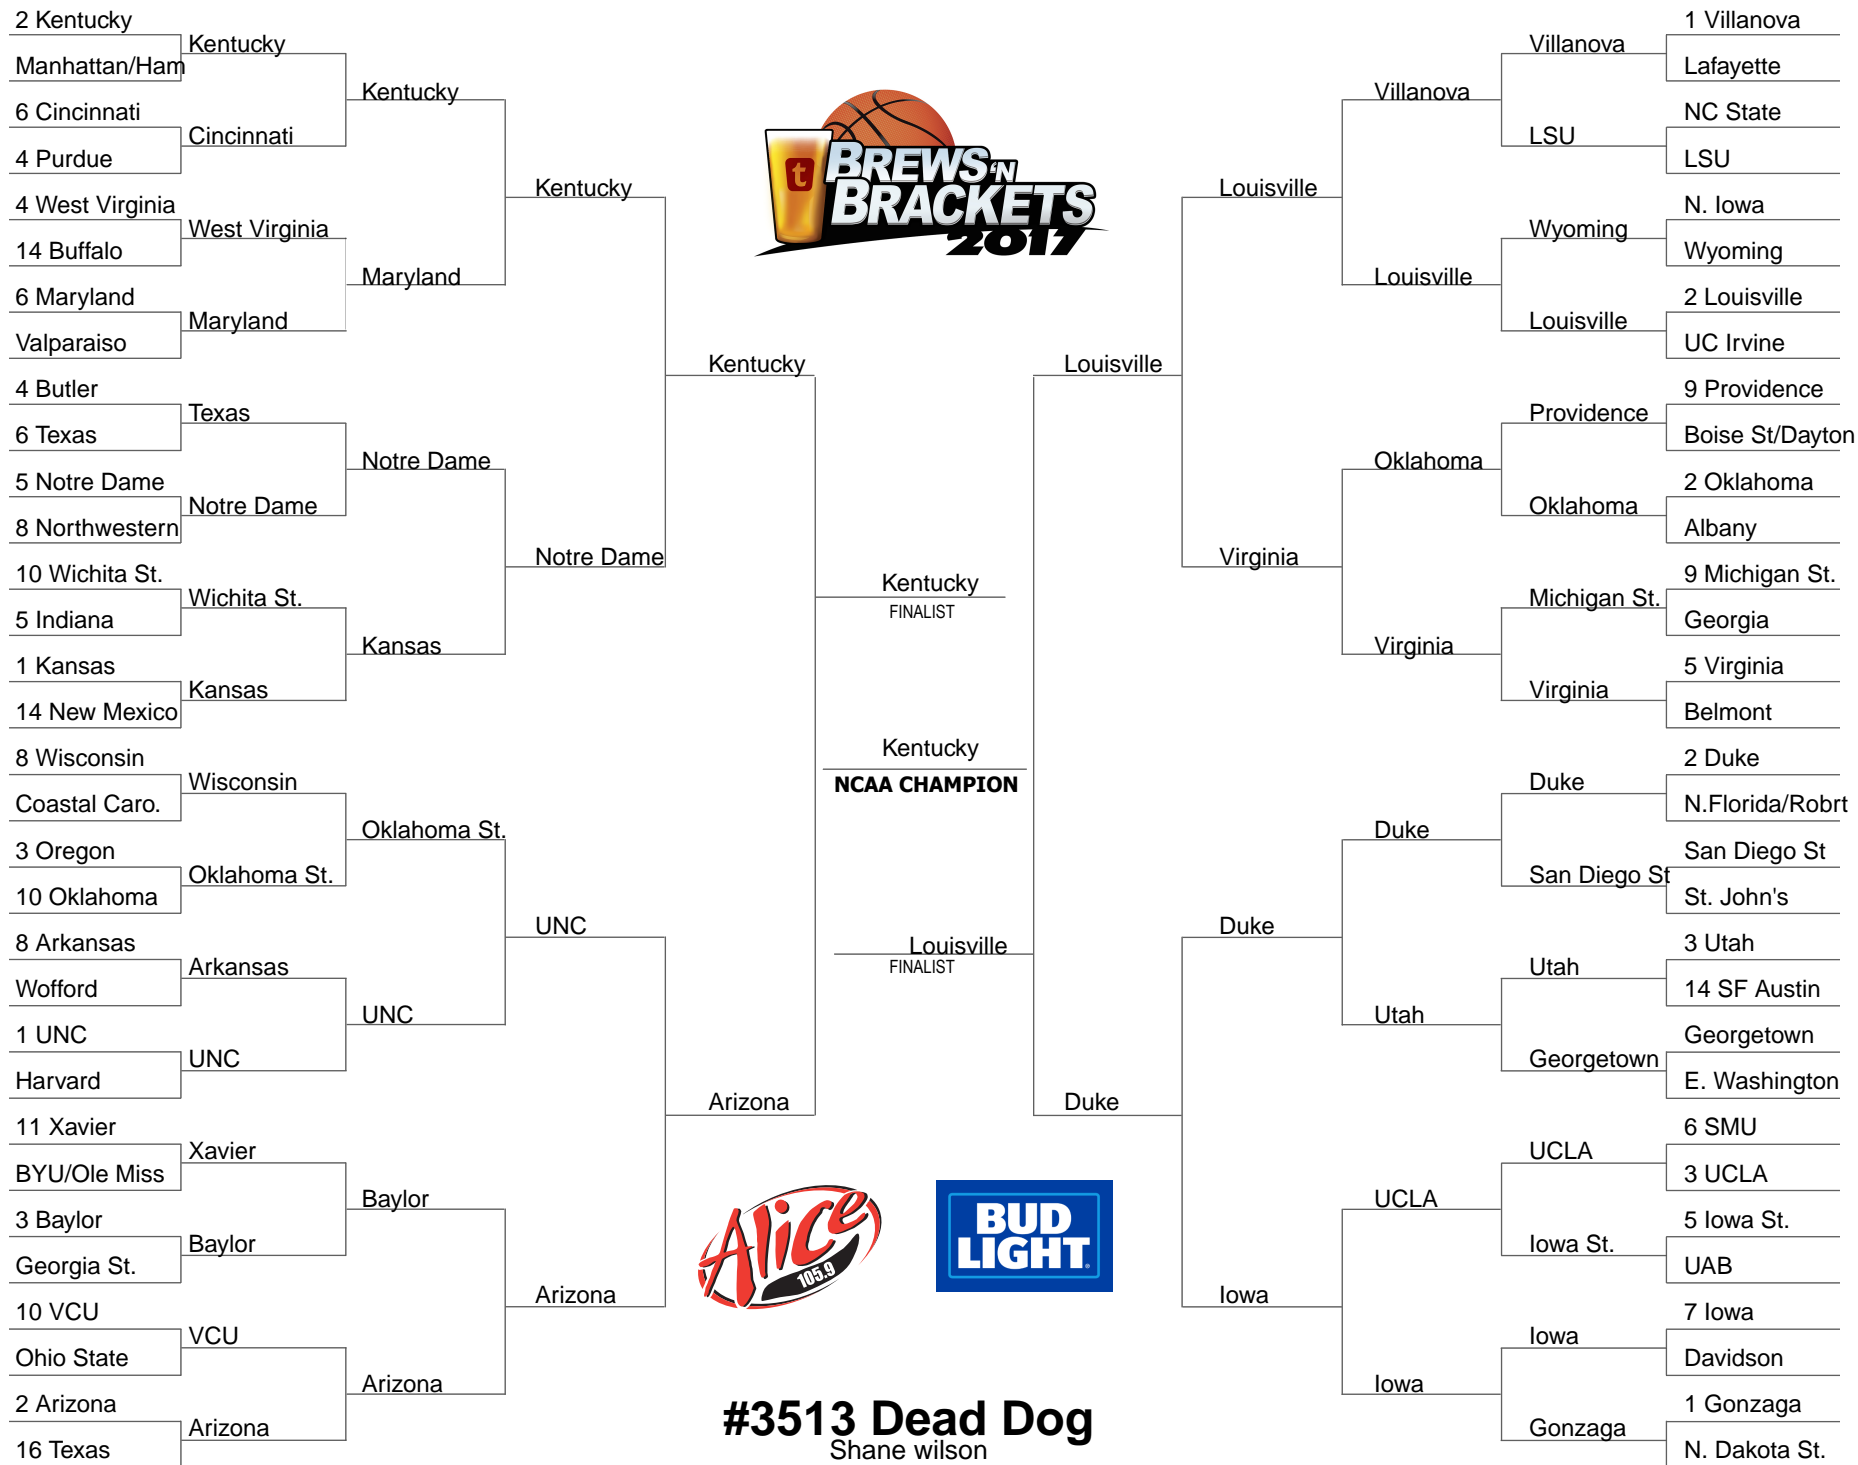 2 Kentucky
Manhattan/Ham
6 Cincinnati
4 Purdue
4 West Virginia
14 Buffalo
6 Maryland
Valparaiso
4 Butler
6 Texas
5 Notre Dame
8 Northwestern
10 Wichita St.
5 Indiana
1 Kansas
14 New Mexico
8 Wisconsin
Coastal Caro.
3 Oregon
10 Oklahoma
8 Arkansas
Wofford
1 UNC
Harvard
11 Xavier
BYU/Ole Miss
3 Baylor
Georgia St.
10 VCU
Ohio State
2 Arizona
16 Texas
Kentucky
Cincinnati
West Virginia
Maryland
Texas
Notre Dame
Wichita St.
Kansas
Wisconsin
Oklahoma St.
Arkansas
UNC
Xavier
Baylor
VCU
Arizona
Kentucky
Maryland
Notre Dame
Kansas
Oklahoma St.
UNC
Baylor
Arizona
Kentucky
Notre Dame
UNC
Arizona
Kentucky
Arizona
t
BREWS 'N
BRACKETS
2017
Kentucky
FINALIST
Kentucky
NCAA CHAMPION
Louisville
FINALIST
Alice
105.9
BUD
LIGHT
#3513 Dead Dog
Shane wilson
Louisville
Duke
Louisville
Virginia
Duke
Iowa
Villanova
Louisville
Oklahoma
Virginia
Duke
Utah
UCLA
Iowa
Villanova
LSU
Wyoming
Louisville
Providence
Oklahoma
Michigan St.
Virginia
Duke
San Diego St
Utah
Georgetown
UCLA
Iowa St.
Iowa
Gonzaga
1 Villanova
Lafayette
NC State
LSU
N. Iowa
Wyoming
2 Louisville
UC Irvine
9 Providence
Boise St/Dayton
2 Oklahoma
Albany
9 Michigan St.
Georgia
5 Virginia
Belmont
2 Duke
N.Florida/Robrt
San Diego St
St. John's
3 Utah
14 SF Austin
Georgetown
E. Washington
6 SMU
3 UCLA
5 Iowa St.
UAB
7 Iowa
Davidson
1 Gonzaga
N. Dakota St.